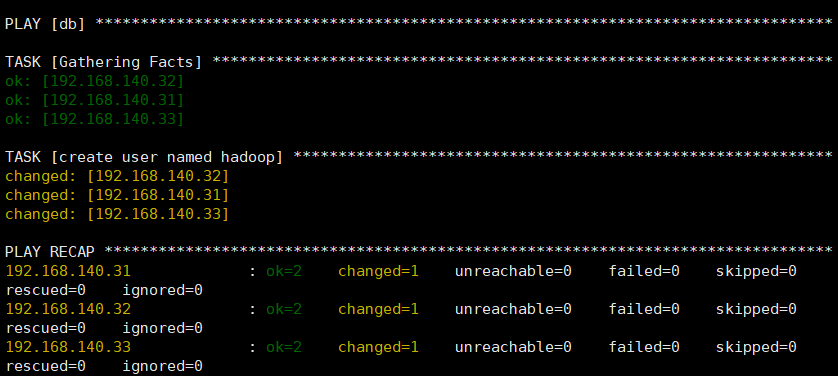 PLAY [db] **********************************************************************************
TASK [Gathering Facts] *********************************************************************
ok: [192.168.140.32]
ok: [192.168.140.31]
ok: [192.168.140.33]
TASK [create user named hadoop] ************************************************************
changed: [192.168.140.32]
changed: [192.168.140.31]
changed: [192.168.140.33]
PLAY RECAP *********************************************************************************
192.168.140.31             : ok=2    changed=1    unreachable=0    failed=0    skipped=0
rescued=0    ignored=0
192.168.140.32             : ok=2    changed=1    unreachable=0    failed=0    skipped=0
rescued=0    ignored=0
192.168.140.33             : ok=2    changed=1    unreachable=0    failed=0    skipped=0
rescued=0    ignored=0